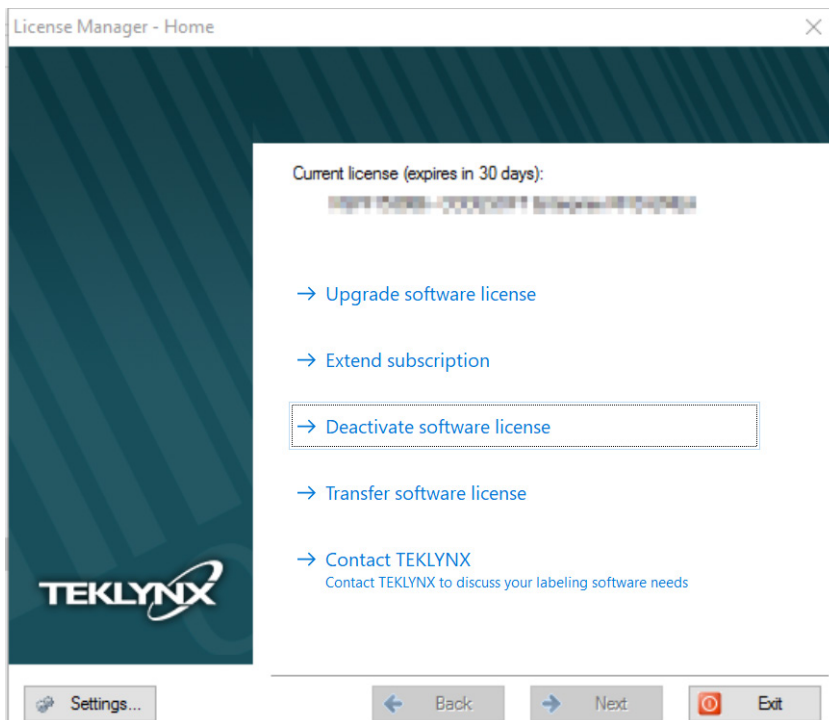 License Manager - Home
Current license (expires in 30 days):
→ Upgrade software license
→ Extend subscription
→ Deactivate software license
→ Transfer software license
→ Contact TEKLYNX
Contact TEKLYNX to discuss your labeling software needs
TEKLYNX
Settings...
Back
Next
Exit